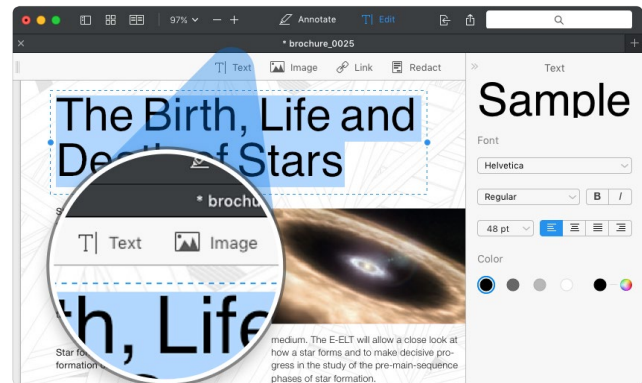 97%
Annotate
T Edit
* brochure_0025
T Text
Image
Link
Redact
Text
Sample
The Birth, Life and
Death of Stars
Font
Helvetica
Regular
B I
48 pt
Color
* brochu
T Text
Image
th, Life
medium. The E-ELT will allow a close look at
Star fo
how a star forms and to make decisive pro-
formation
gress in the study of the pre-main-sequence
phases of star formation.